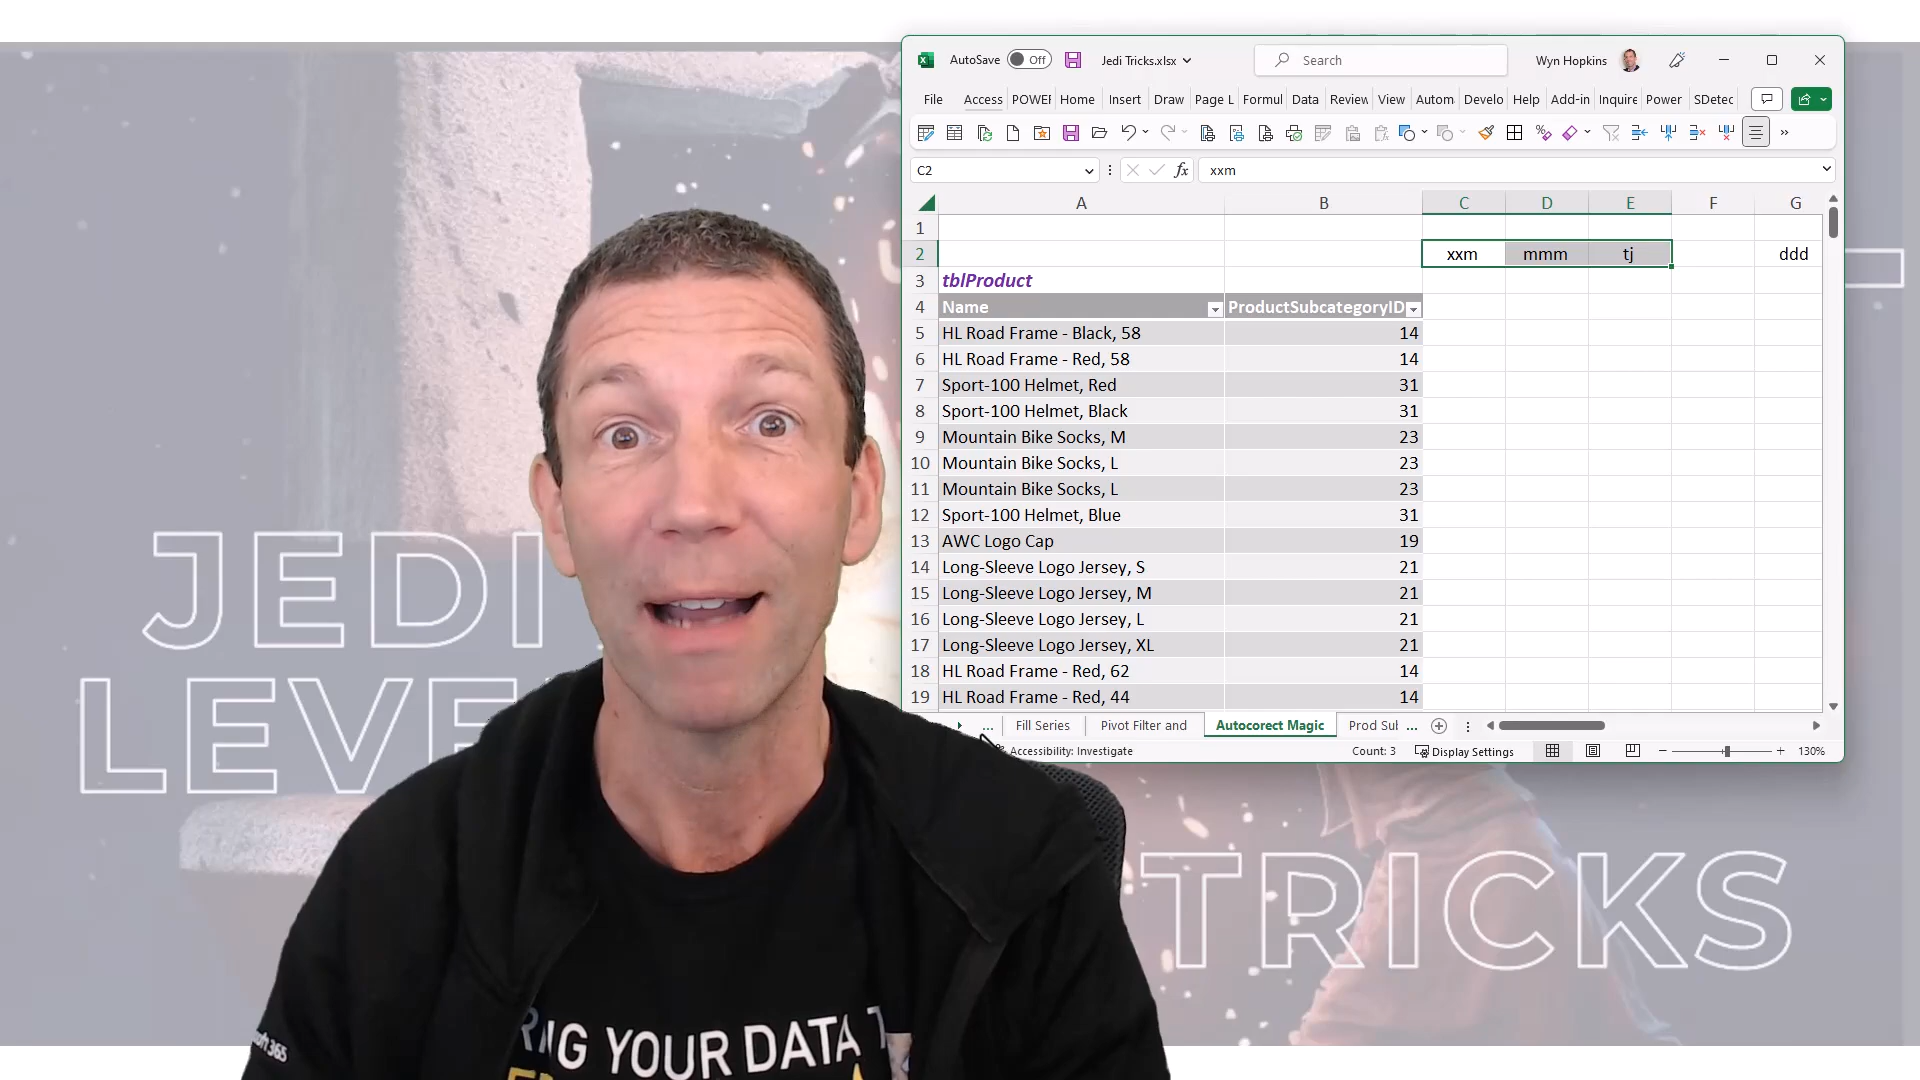 AutoSave Off Jedi Tricks.xlsx Search Wyn Hopkins
File Access POWEF Home Insert Draw Page L Formul Data Review View Autom Develo Help Add-in Inquire Power SDetec
C2 fx xxm
A B C D E F G
1
2 xxm mmm tj ddd
3 tblProduct
4 Name ProductSubcategoryID
5 HL Road Frame - Black, 58 14
6 HL Road Frame - Red, 58 14
7 Sport-100 Helmet, Red 31
8 Sport-100 Helmet, Black 31
9 Mountain Bike Socks, M 23
10 Mountain Bike Socks, L 23
11 Mountain Bike Socks, L 23
12 Sport-100 Helmet, Blue 31
13 AWC Logo Cap 19
14 Long-Sleeve Logo Jersey, S 21
15 Long-Sleeve Logo Jersey, M 21
16 Long-Sleeve Logo Jersey, L 21
17 Long-Sleeve Logo Jersey, XL 21
18 HL Road Frame - Red, 62 14
19 HL Road Frame - Red, 44 14
... Fill Series Pivot Filter and Autocorect Magic Prod Sub ...
Accessibility: Investigate Count: 3 Display Settings 130%
JEDI
LEVE
TRICKS
RING YOUR DATA T
oft 365